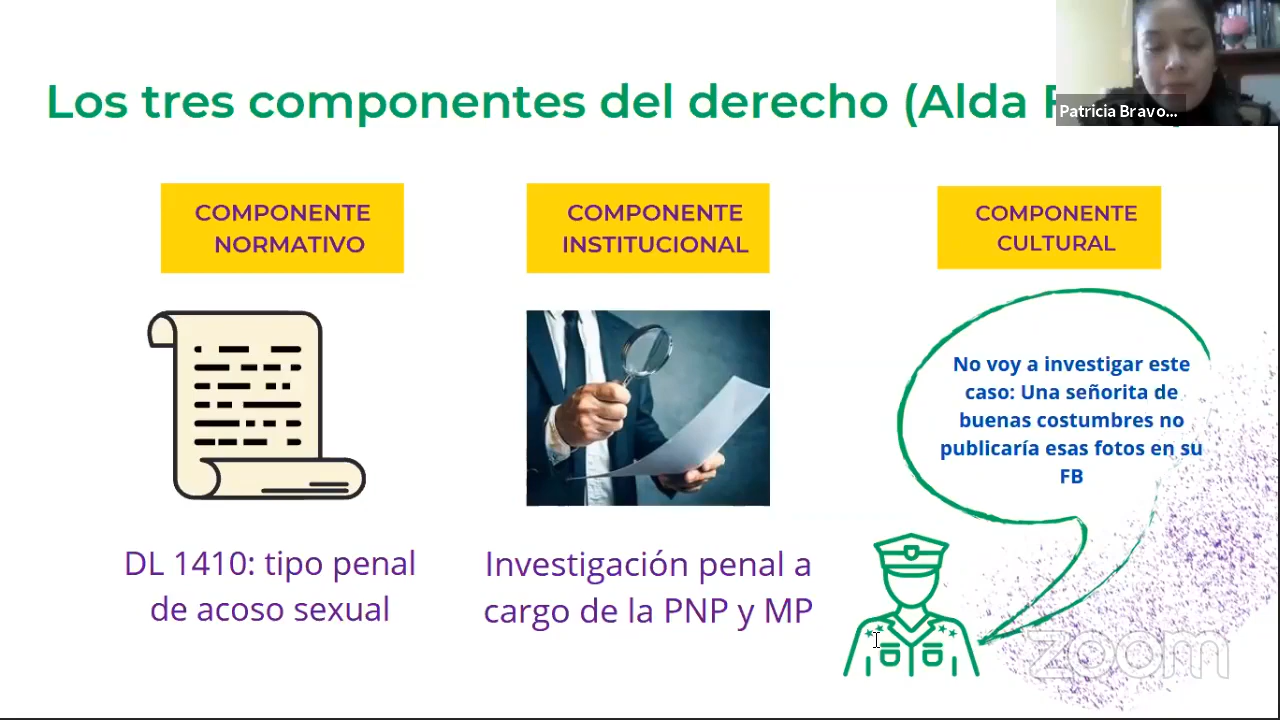 Los tres componentes del derecho (Alda
Patricia Bravo...
COMPONENTE
NORMATIVO
COMPONENTE
INSTITUCIONAL
COMPONENTE
CULTURAL
No voy a investigar este
caso: Una señorita de
buenas costumbres no
publicaría esas fotos en su
FB
DL 1410: tipo penal
de acoso sexual
Investigación penal a
cargo de la PNP y MP
zoom